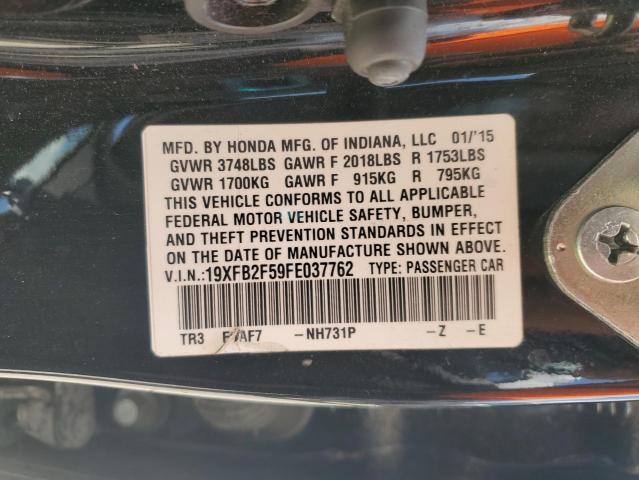 MFD. BY HONDA MFG. OF INDIANA, LLC 01/'15
GVWR 3748LBS GAWR F 2018LBS R 1753LBS
GVWR 1700KG GAWR F 915KG R 795KG
THIS VEHICLE CONFORMS TO ALL APPLICABLE
FEDERAL MOTOR VEHICLE SAFETY, BUMPER,
AND THEFT PREVENTION STANDARDS IN EFFECT
ON THE DATE OF MANUFACTURE SHOWN ABOVE.
V.I.N.:19XFB2F59FE037762 TYPE: PASSENGER CAR
TR3 -NH731P -Z -E